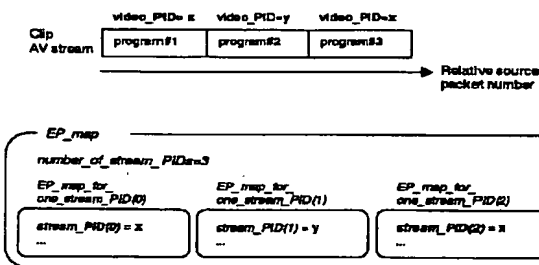 video_PID= x video_PID=y video_PID=x
Clip
AV stream
program#1 program#2 program#3
Relative source
packet number
EP_map
number_of_stream_PIDs=3
EP_map_for_
one_stream_PID(0)
EP_map_for_
one_stream_PID(1)
EP_map_for_
one_stream_PID(2)
stream_PID(0) = x
...
stream_PID(1) = y
...
stream_PID(2) = x
...